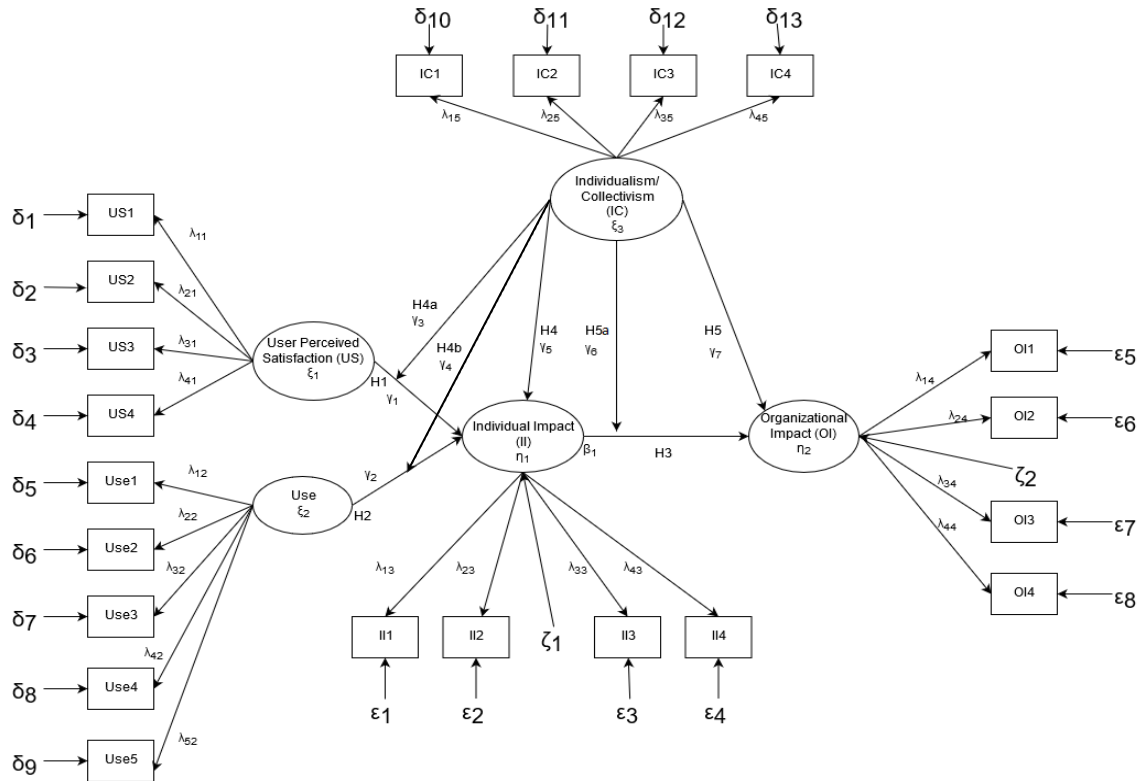 δ10 δ11 δ12 δ13
IC1 IC2 IC3 IC4
λ15 λ25 λ35 λ45
Individualism/
Collectivism
(IC)
ξ3
δ1 US1
λ11
δ2 US2
λ21
δ3 US3
λ31
δ4 US4
λ41
User Perceived
Satisfaction (US)
ξ1
H4a
γ3
H4b
γ4
H4
γ5
H5a
γ6
H5
γ7
H1
γ1
Individual Impact
(II)
η1
β1
H3
Organizational
Impact (OI)
η2
λ14
OI1 ε5
λ24
OI2 ε6
ζ2
λ34
OI3 ε7
λ44
OI4 ε8
δ5 Use1
λ12
δ6 Use2
λ22
δ7 Use3
λ32
δ8 Use4
λ42
δ9 Use5
λ52
Use
ξ2
γ2
H2
λ13 λ23 λ33 λ43
II1 II2 ζ1 II3 II4
ε1 ε2 ε3 ε4